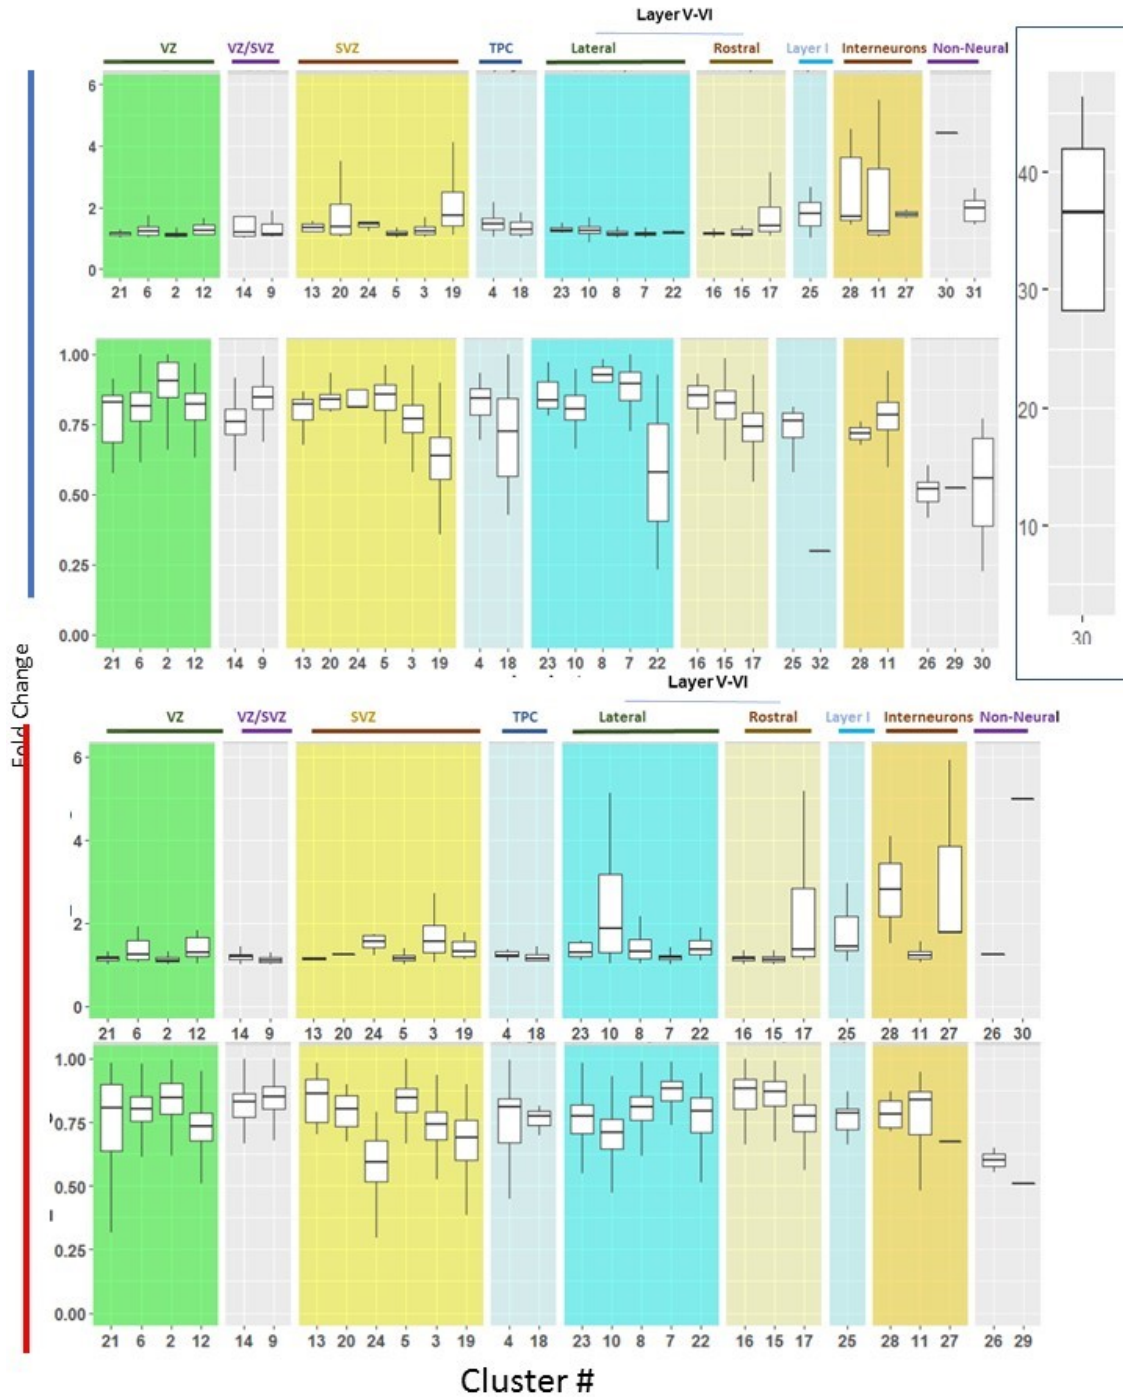 Layer V-VI
VZ VZ/SVZ SVZ TPC Lateral Rostral Layer I Interneurons Non-Neural
6
4
2
0
21 6 2 12 14 9 13 20 24 5 3 19 4 18 23 10 8 7 22 16 15 17 25 28 11 27 30 31
40
30
20
10
30
1.00
0.75
0.50
0.25
0.00
21 6 2 12 14 9 13 20 24 5 3 19 4 18 23 10 8 7 22 16 15 17 25 32 28 11 26 29 30
Fold Change
Layer V-VI
VZ VZ/SVZ SVZ TPC Lateral Rostral Layer I Interneurons Non-Neural
6
4
2
0
21 6 2 12 14 9 13 20 24 5 3 19 4 18 23 10 8 7 22 16 15 17 25 28 11 27 26 30
1.00
0.75
0.50
0.25
0.00
21 6 2 12 14 9 13 20 24 5 3 19 4 18 23 10 8 7 22 16 15 17 25 28 11 27 26 29
Cluster #